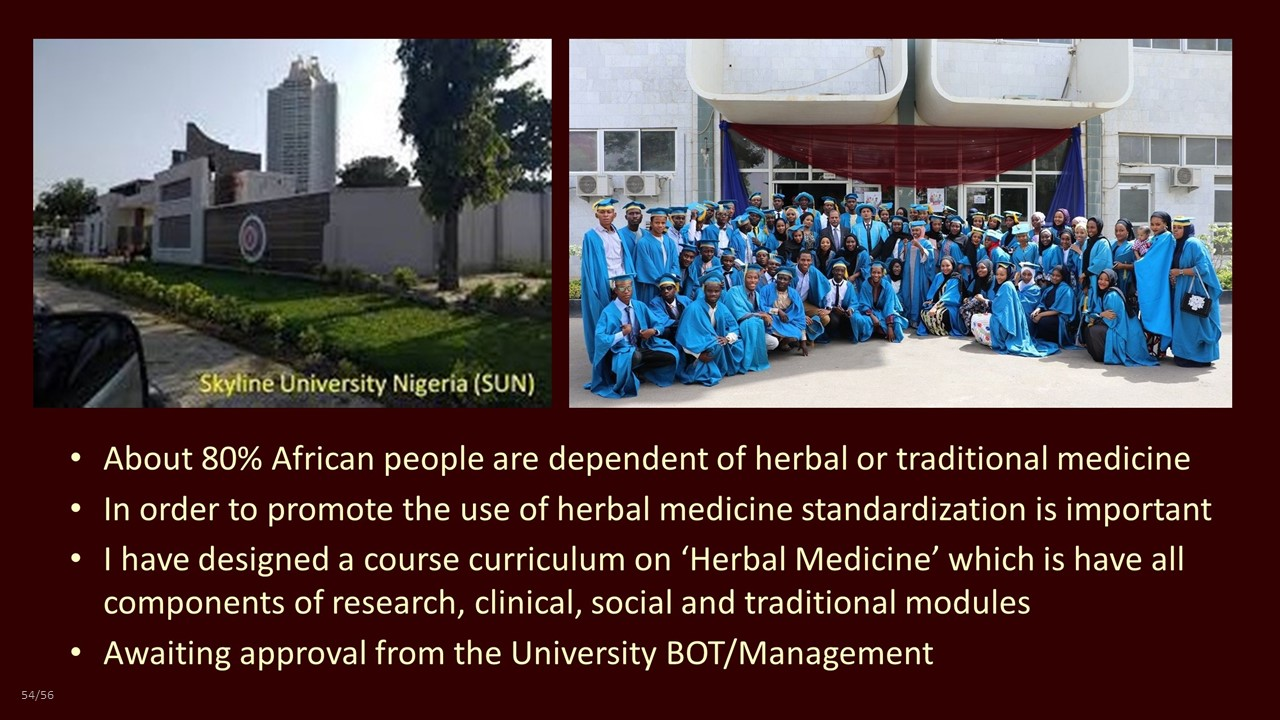 Skyline University Nigeria (SUN)
• About 80% African people are dependent of herbal or traditional medicine
• In order to promote the use of herbal medicine standardization is important
• I have designed a course curriculum on ‘Herbal Medicine’ which is have all
components of research, clinical, social and traditional modules
• Awaiting approval from the University BOT/Management
54/56